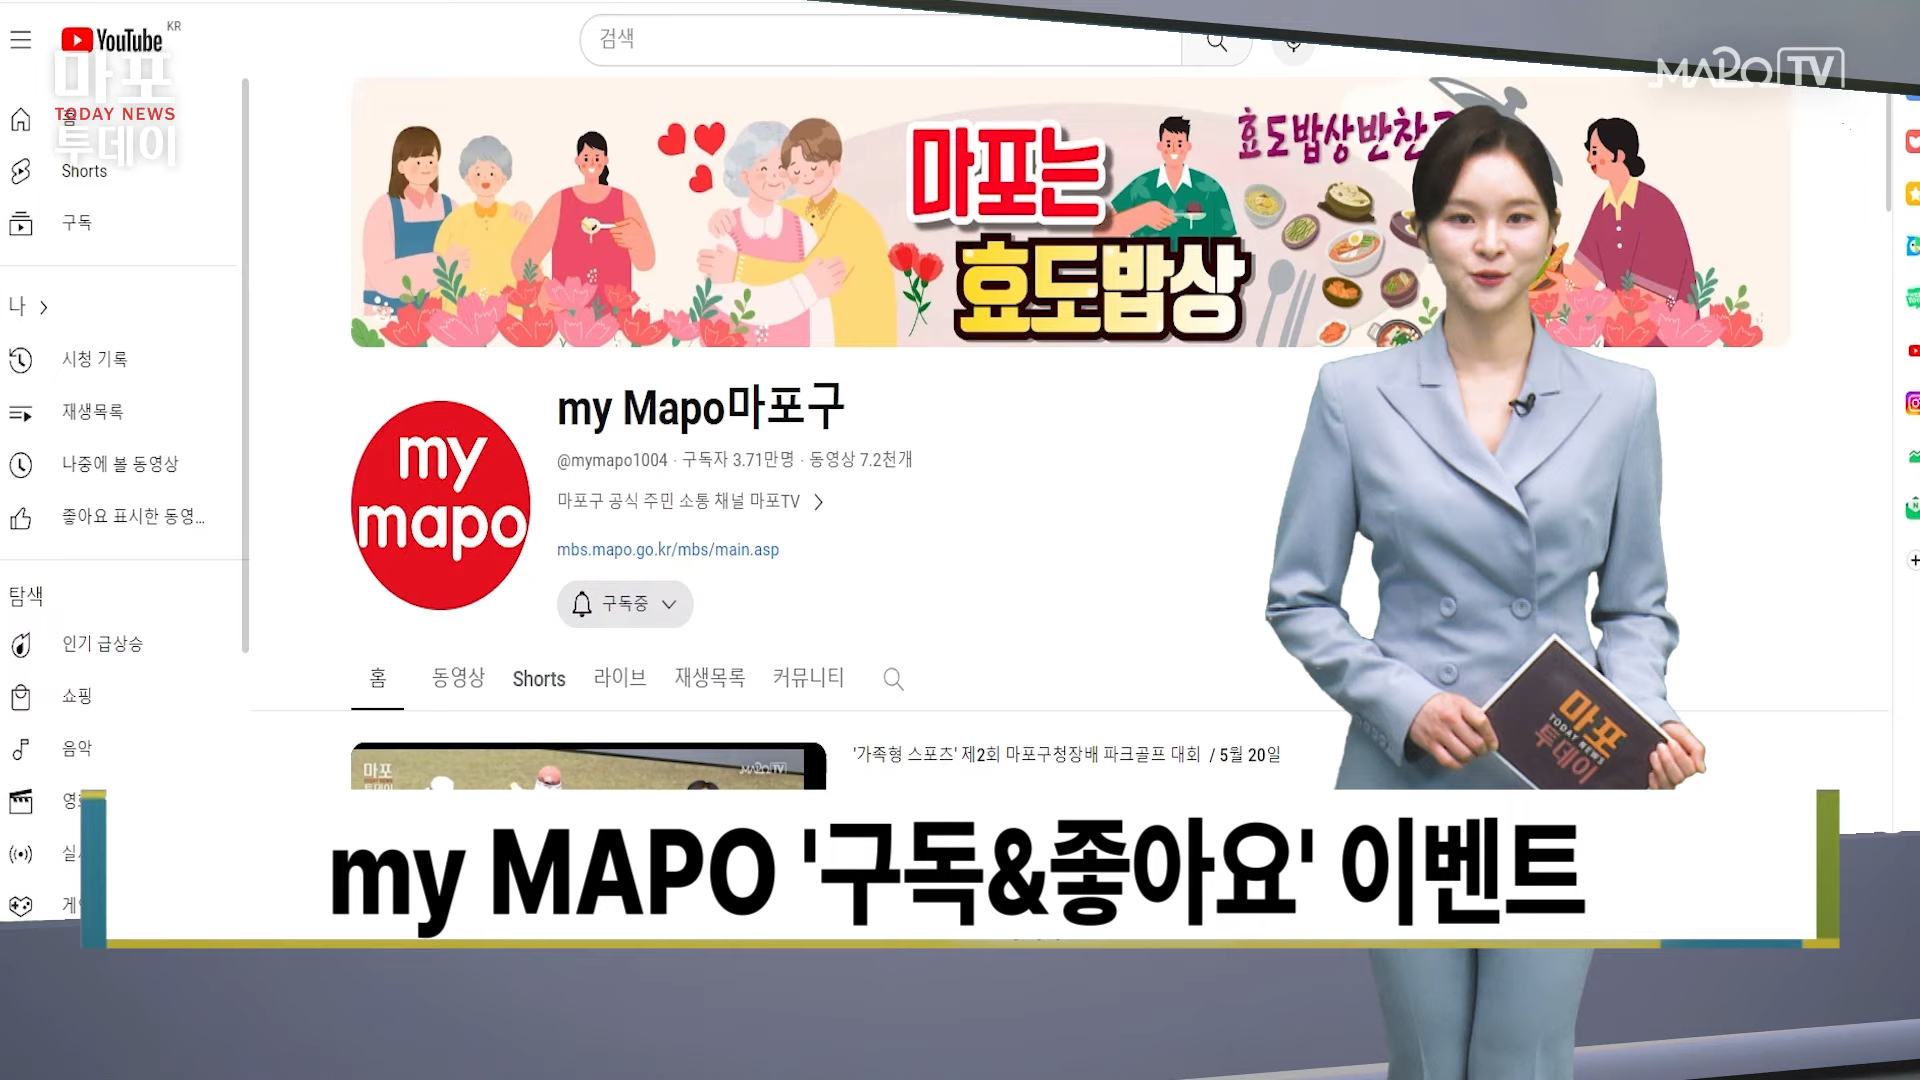 YouTube KR
검색
MAPO TV
마포
TODAY NEWS
투데이
홈
Shorts
구독
나
시청 기록
재생목록
나중에 볼 동영상
좋아요 표시한 동영...
탐색
인기 급상승
쇼핑
음악
마포는
효도밥상
효도밥상반찬
my
mapo
my Mapo마포구
@mymapo1004 · 구독자 3.71만명 · 동영상 7.2천개
마포구 공식 주민 소통 채널 마포TV
mbs.mapo.go.kr/mbs/main.asp
구독중
홈 동영상 Shorts 라이브 재생목록 커뮤니티
마포
MAPO TV
'가족형 스포츠' 제2회 마포구청장배 파크골프 대회 / 5월 20일
마포
TODAY NEWS
투데이
my MAPO '구독&좋아요' 이벤트